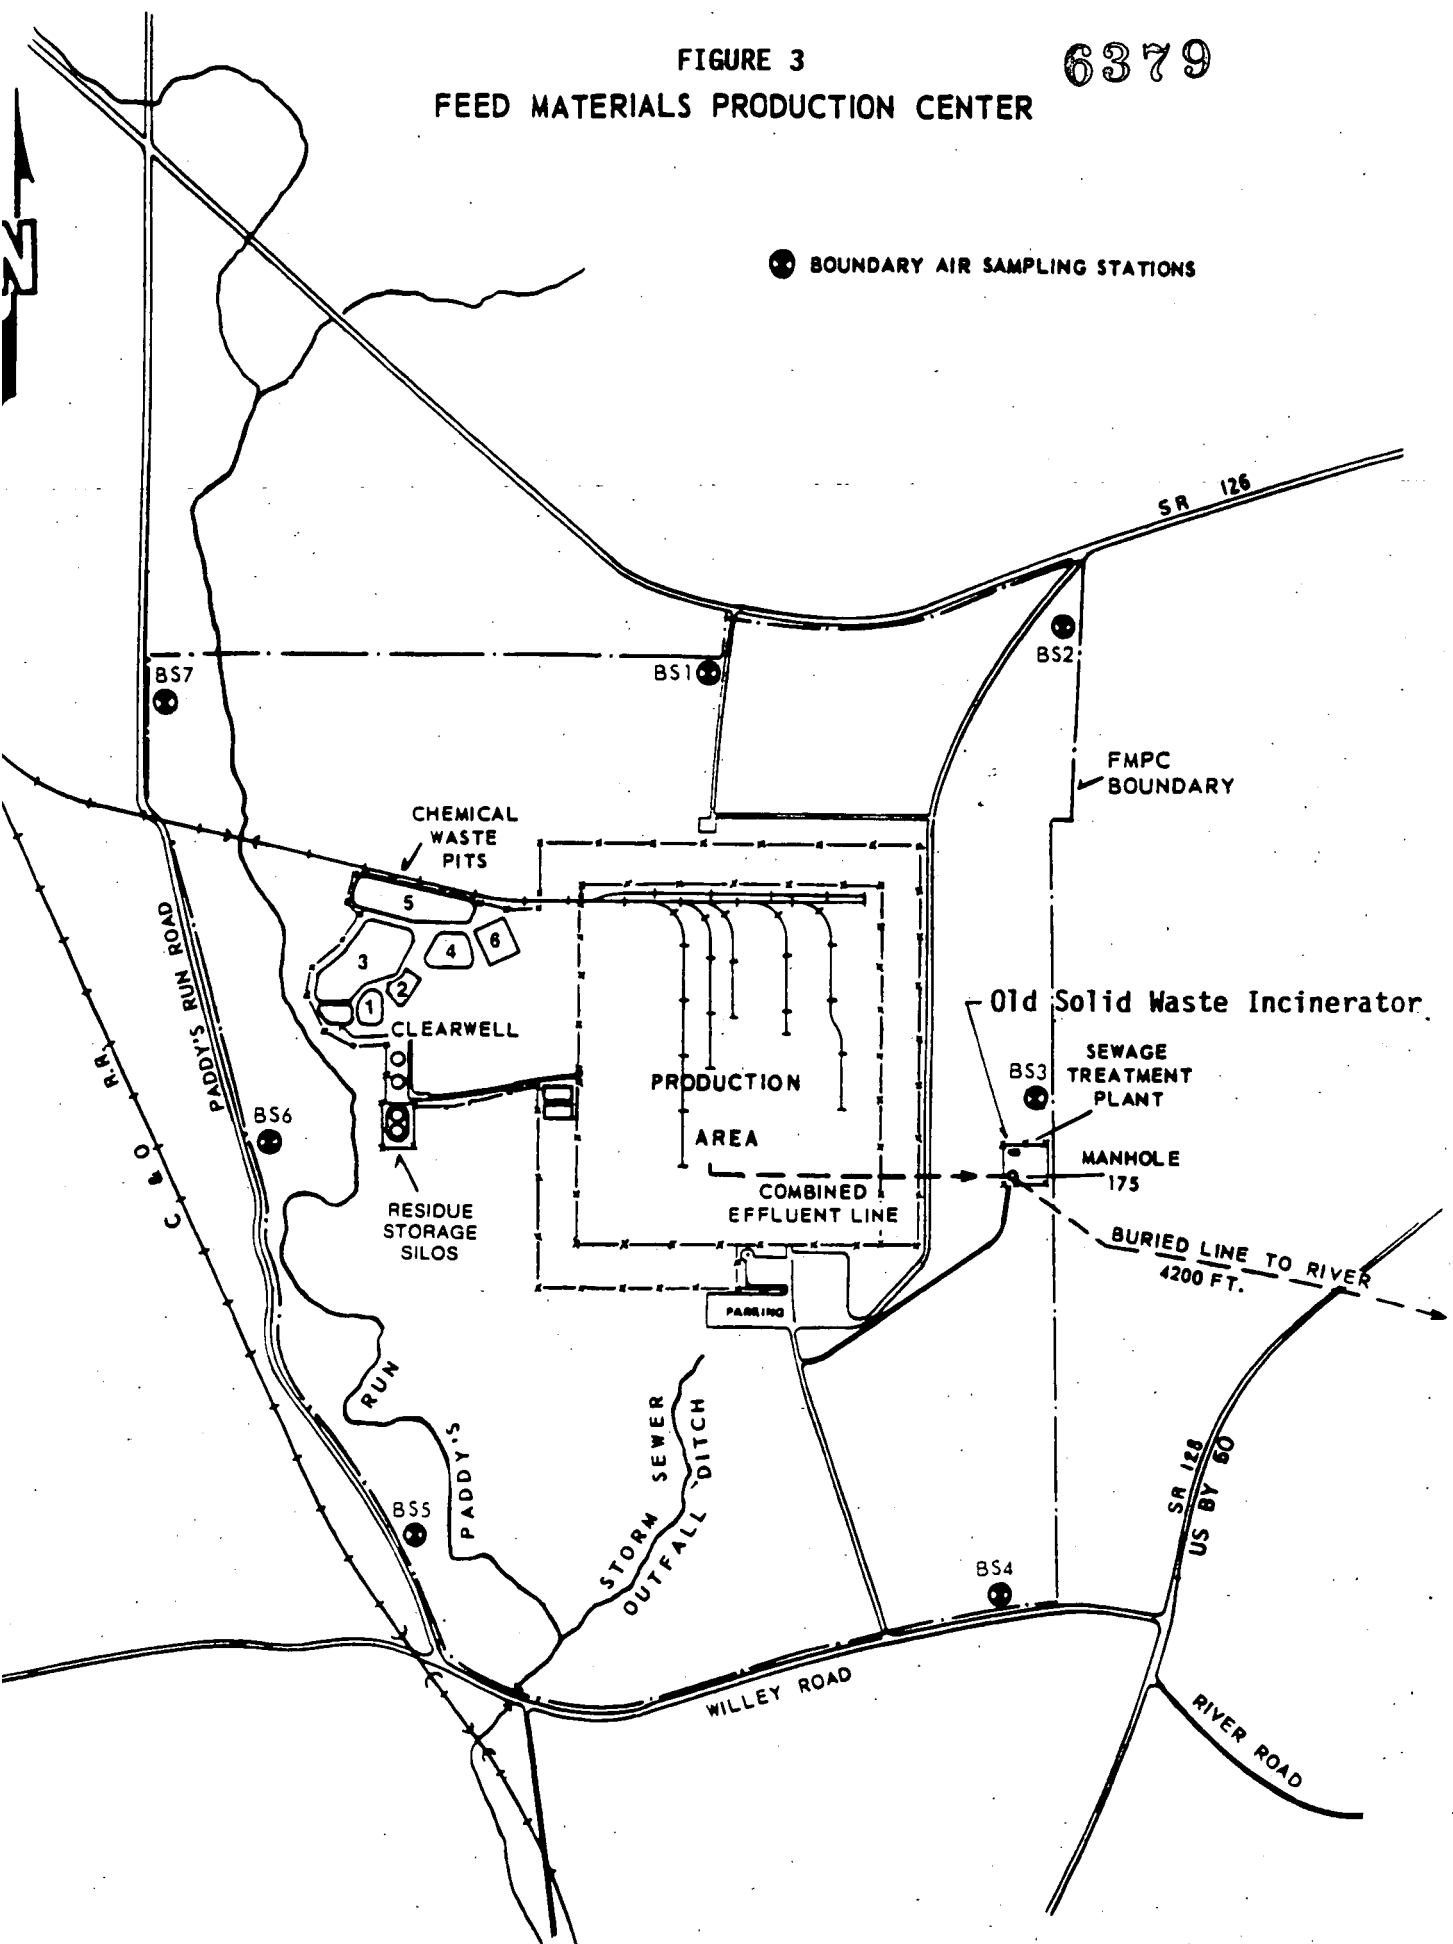 FIGURE 3
6379
FEED MATERIALS PRODUCTION CENTER
N
BOUNDARY AIR SAMPLING STATIONS
SR 126
BS7
BS1
BS2
FMPC
BOUNDARY
CHEMICAL
WASTE
PITS
5
3
4
6
2
1
CLEARWELL
PADDY'S RUN ROAD
C & O R.R.
Old Solid Waste Incinerator
SEWAGE
TREATMENT
PLANT
BS3
PRODUCTION
AREA
BS6
MANHOLE
175
COMBINED
EFFLUENT LINE
RESIDUE
STORAGE
SILOS
BURIED LINE TO RIVER
4200 FT.
PARKING
PADDY'S RUN
STORM SEWER
OUTFALL DITCH
SR 128
US BY 50
BS5
BS4
WILLEY ROAD
RIVER ROAD